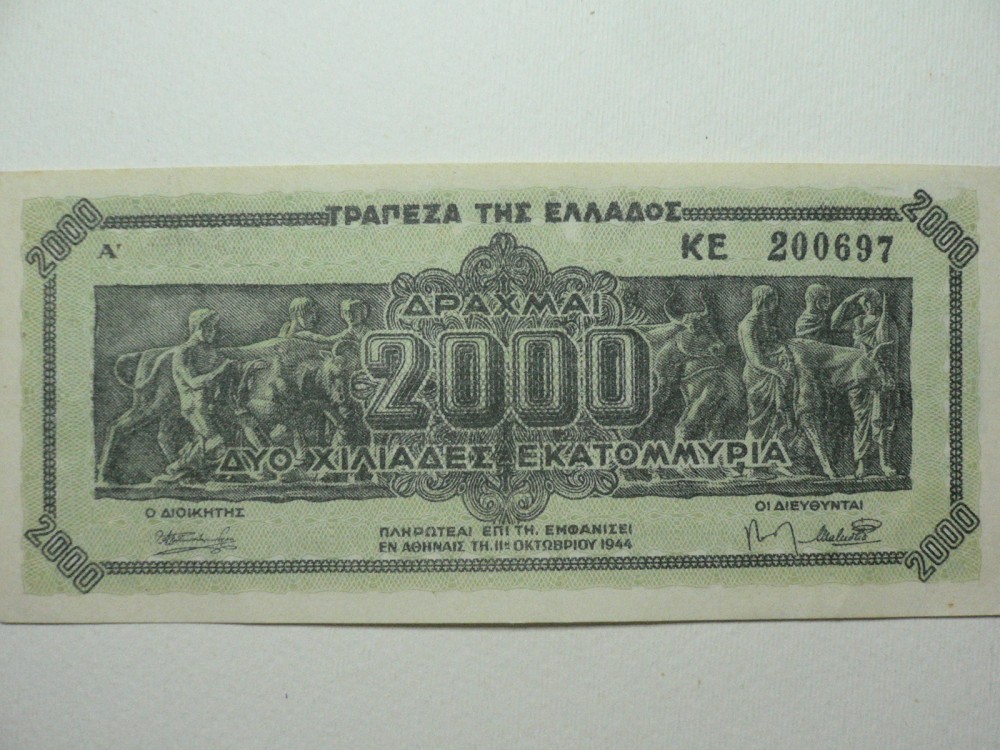 2000 ΤΡΑΠΕΖΑ ΤΗΣ ΕΛΛΑΔΟΣ 2000
Α' ΚΕ 200697
ΔΡΑΧΜΑΙ
2000
ΔΥΟ ΧΙΛΙΑΔΕΣ ΕΚΑΤΟΜΜΥΡΙΑ
Ο ΔΙΟΙΚΗΤΗΣ ΟΙ ΔΙΕΥΘΥΝΤΑΙ
ΠΛΗΡΩΤΕΑΙ ΕΠΙ ΤΗ. ΕΜΦΑΝΙΣΕΙ
ΕΝ ΑΘΗΝΑΙΣ ΤΗ. 11η ΟΚΤΩΒΡΙΟΥ 1944
2000 2000